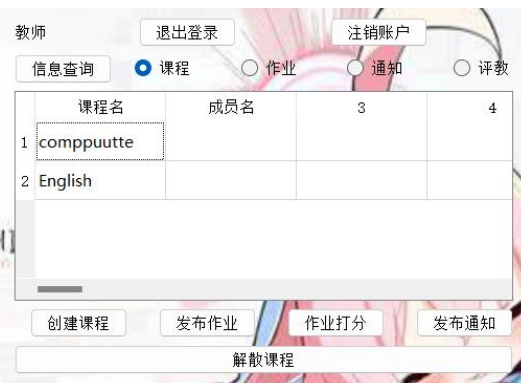 教师 退出登录 注销账户
信息查询 课程 作业 通知 评教
课程名 成员名 3 4
1 comppuutte
2 English
创建课程 发布作业 作业打分 发布通知
解散课程